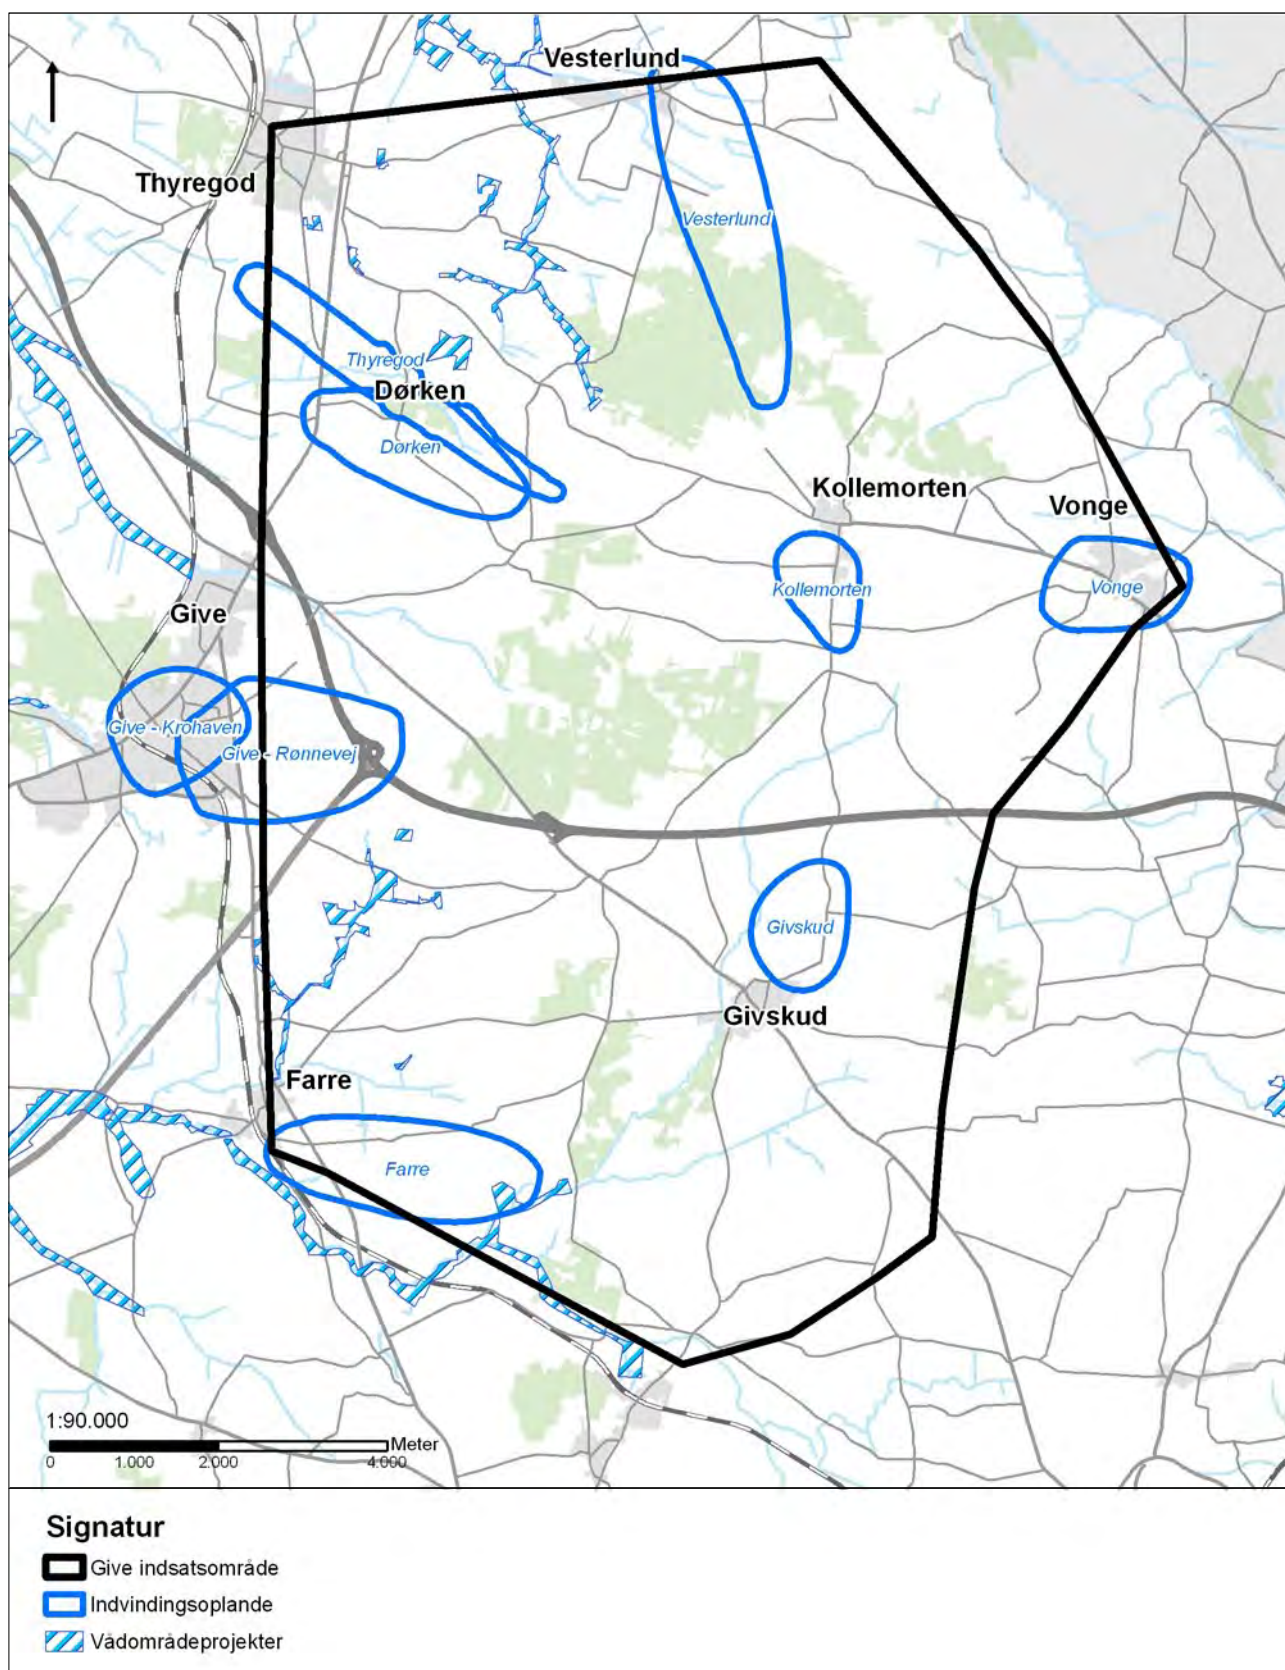 Vesterlund
Thyregod
Vesterlund
Thyregod
Dørken
Dørken
Kollemorten
Vonge
Kollemorten
Vonge
Give
Give - Krohaven
Give - Rønnevej
Givskud
Givskud
Farre
Farre
1:90.000
Meter
0 1.000 2.000 4.000
Signatur
Give indsatsområde
Indvindingsoplande
Vådområdeprojekter